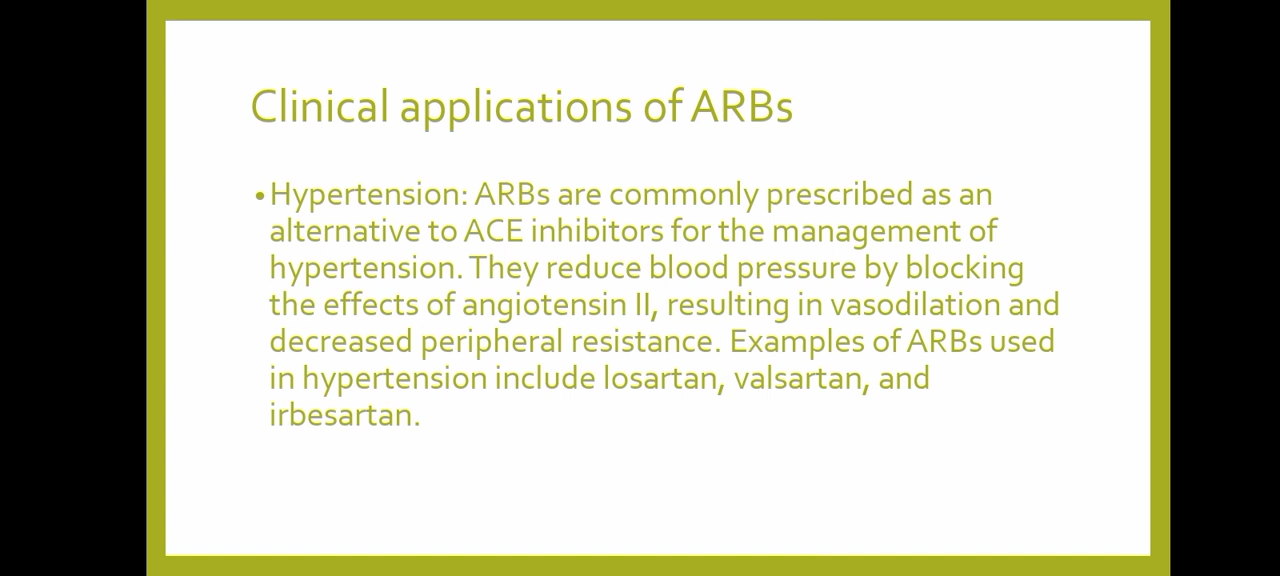 Clinical applications of ARBs
•Hypertension: ARBs are commonly prescribed as an
alternative to ACE inhibitors for the management of
hypertension. They reduce blood pressure by blocking
the effects of angiotensin II, resulting in vasodilation and
decreased peripheral resistance. Examples of ARBs used
in hypertension include losartan, valsartan, and
irbesartan.